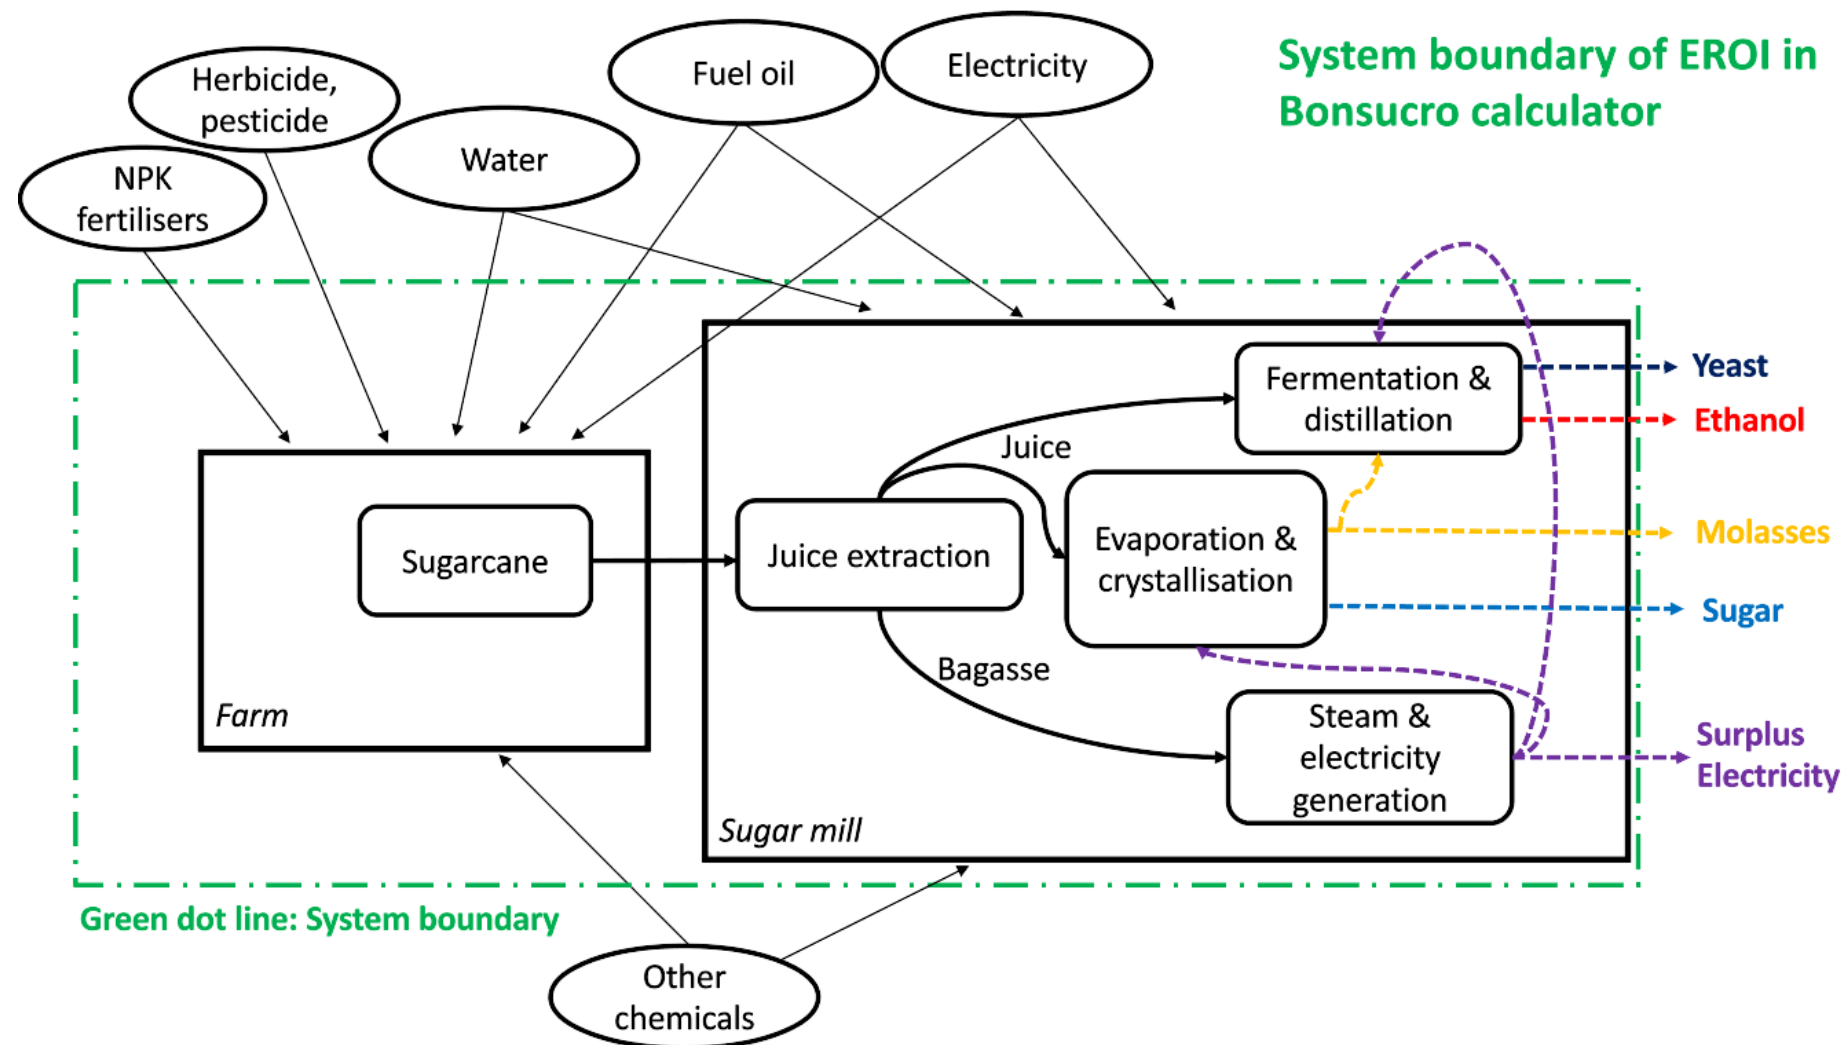 System boundary of EROI in
Bonsucro calculator
Herbicide,
pesticide
Fuel oil
Electricity
Water
NPK
fertilisers
Fermentation &
distillation
Yeast
Ethanol
Juice
Sugarcane
Juice extraction
Evaporation &
crystallisation
Molasses
Sugar
Bagasse
Farm
Steam &
electricity
generation
Surplus
Electricity
Sugar mill
Green dot line: System boundary
Other
chemicals